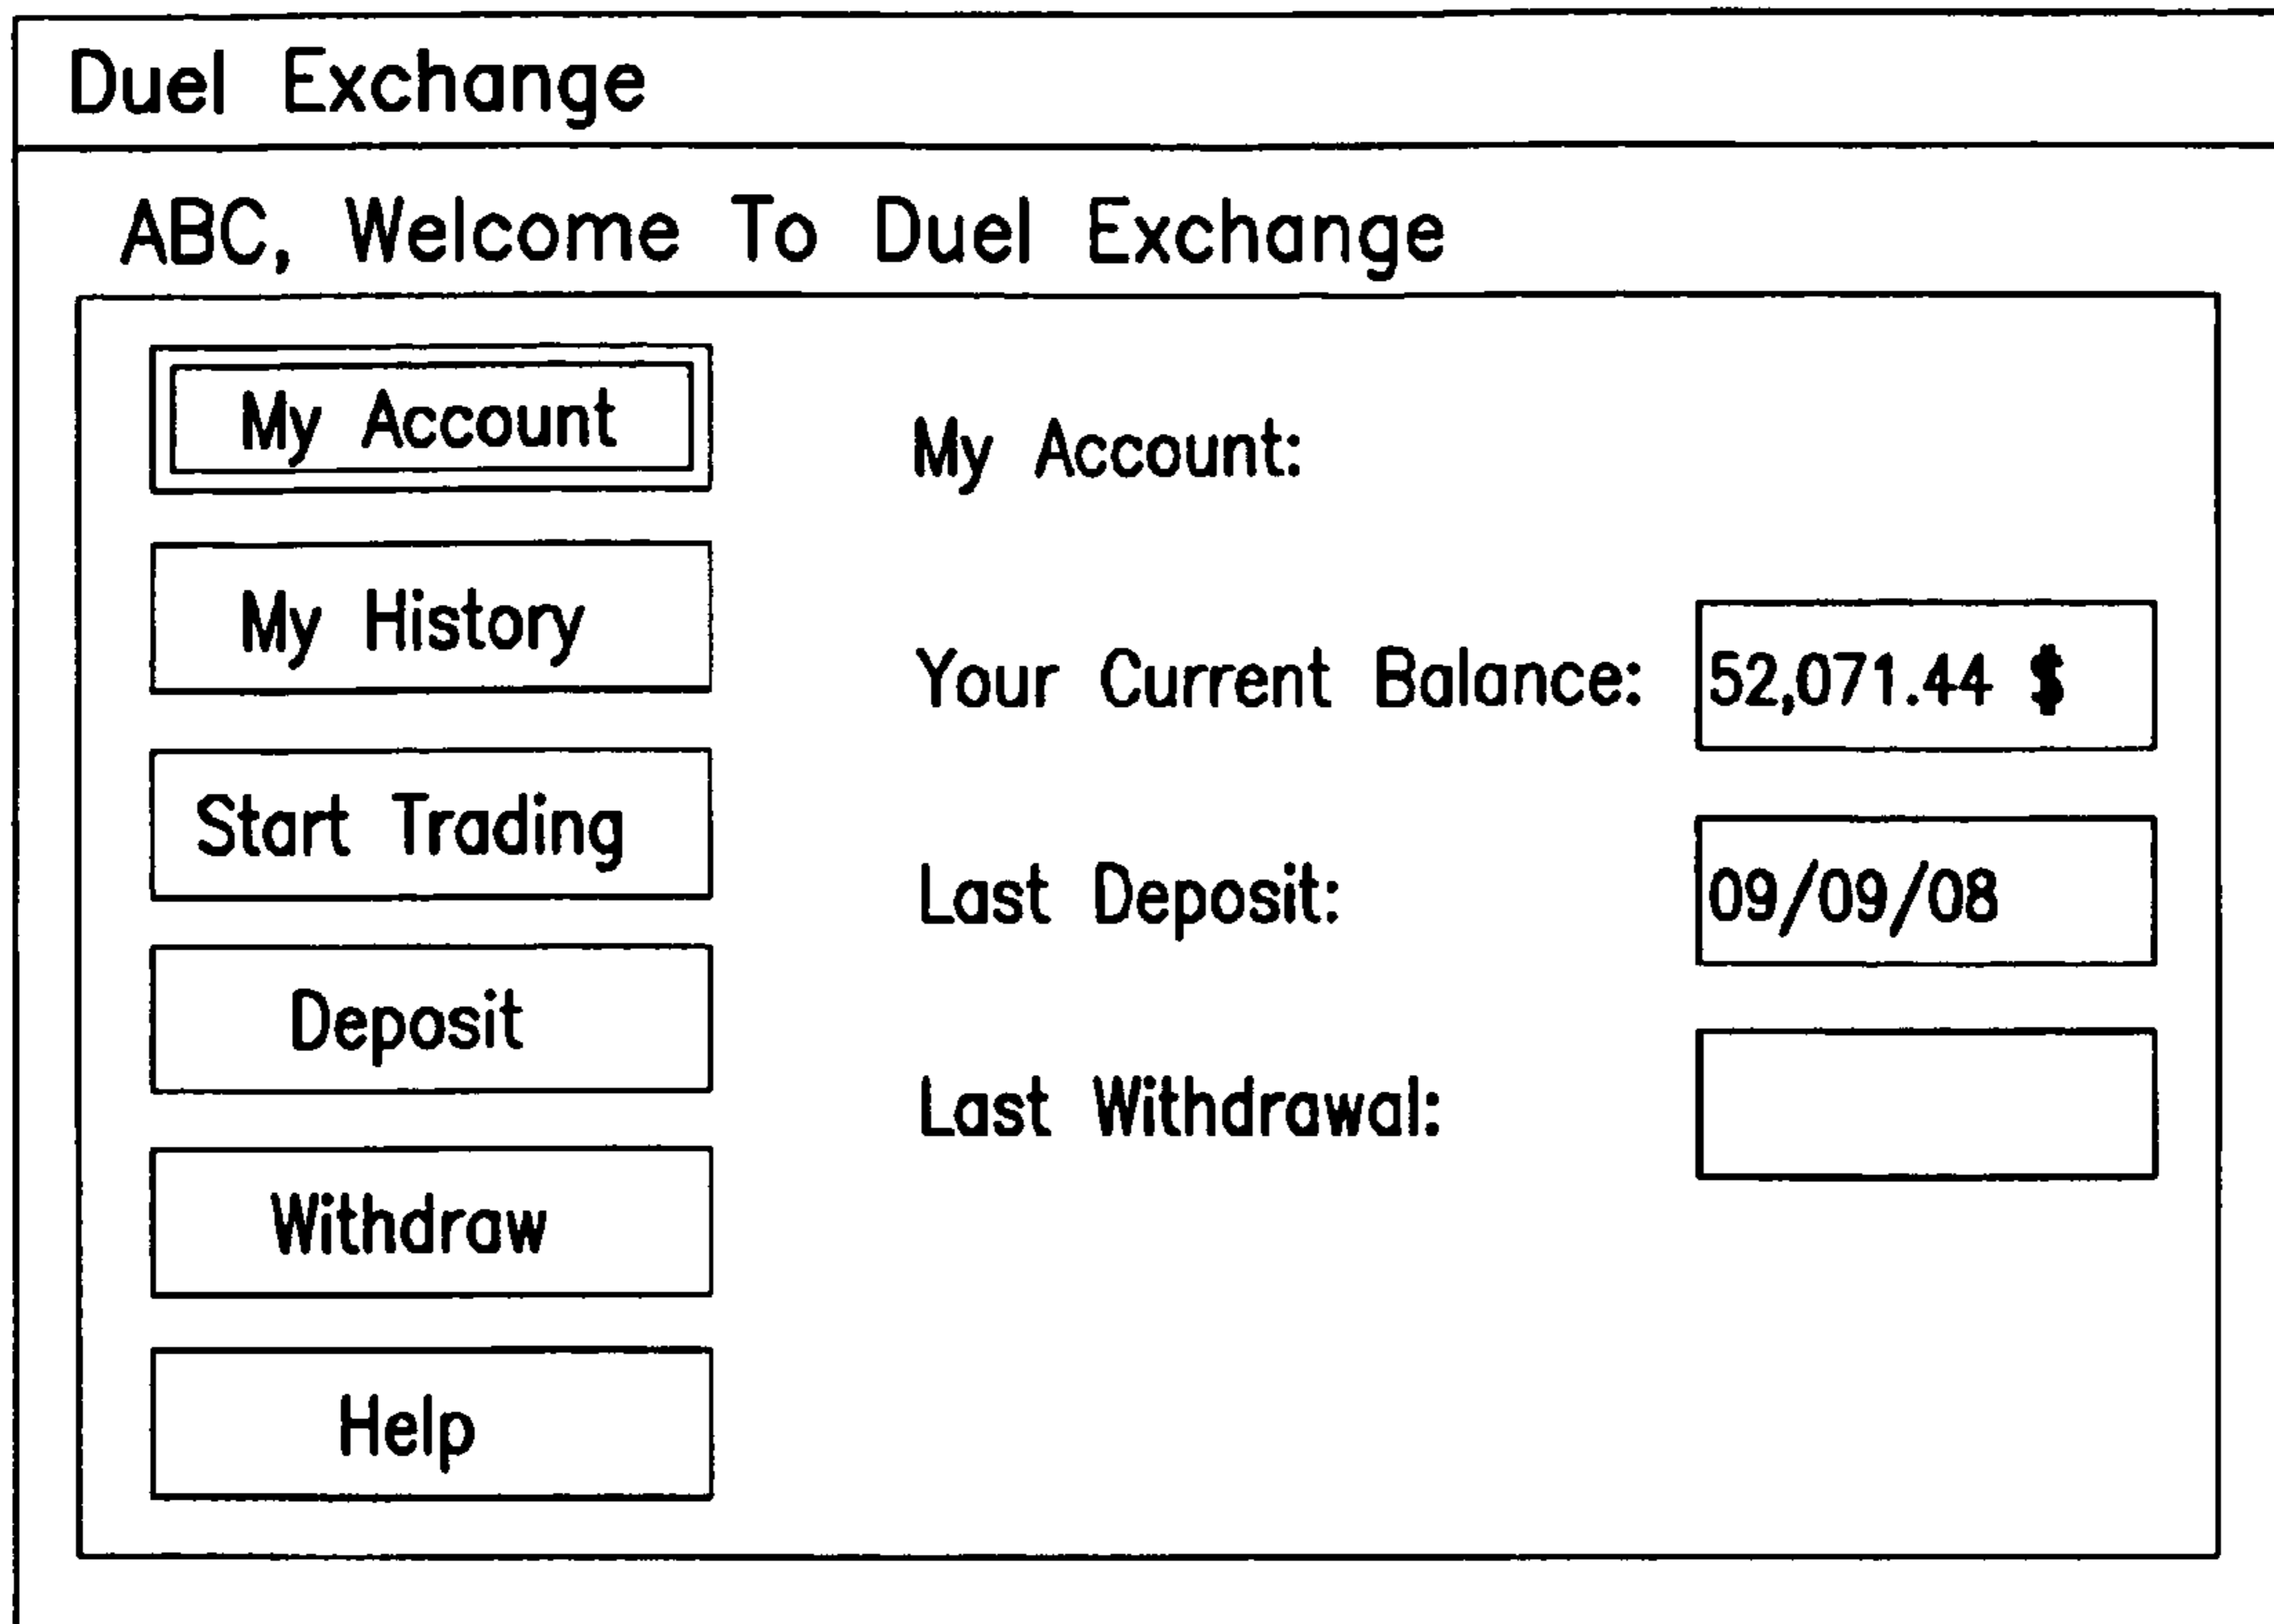 Duel Exchange
ABC, Welcome To Duel Exchange
My Account
My History
Start Trading
Deposit
Withdraw
Help
My Account:
Your Current Balance: 52,071.44 $
Last Deposit: 09/09/08
Last Withdrawal: